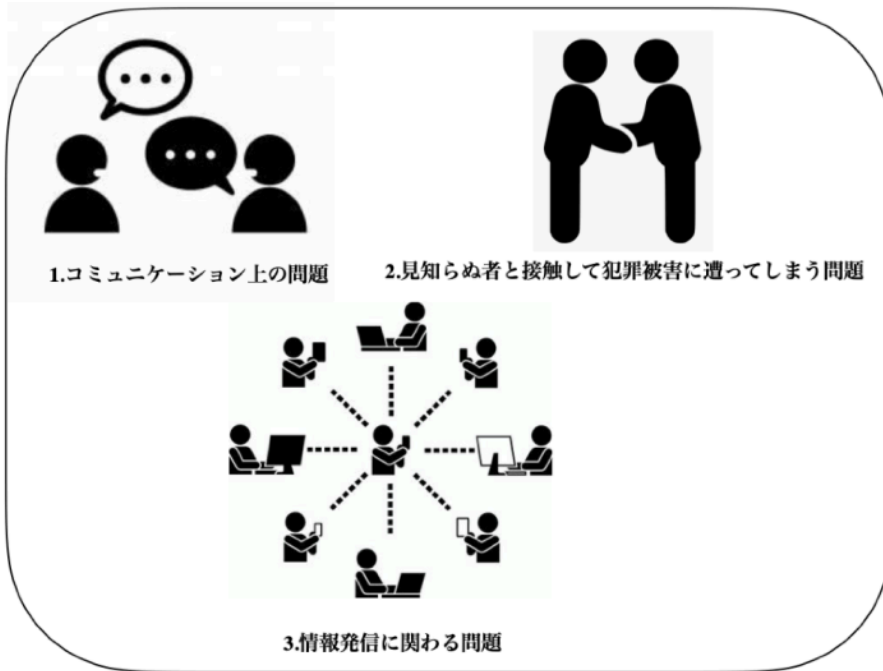 1.コミュニケーション上の問題
2.見知らぬ者と接触して犯罪被害に遭ってしまう問題
3.情報発信に関わる問題